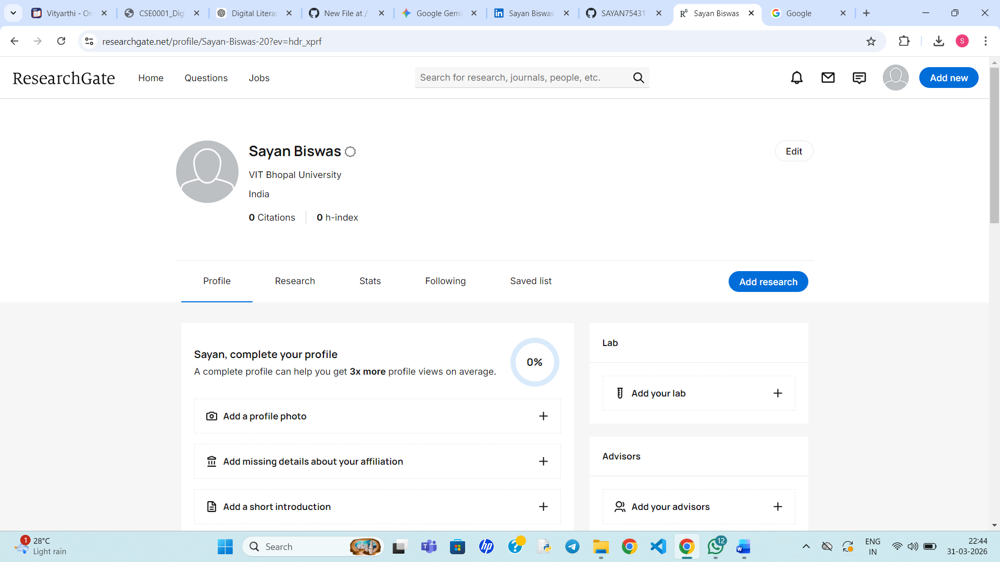 Vityarthi - On
CSE0001_Dig
Digital Literac
New File at /
Google Gemi
Sayan Biswas
SAYAN75431
Sayan Biswas
Google
researchgate.net/profile/Sayan-Biswas-20?ev=hdr_xprf
S
ResearchGate
Home
Questions
Jobs
Search for research, journals, people, etc.
Add new
Sayan Biswas
Edit
VIT Bhopal University
India
0 Citations
0 h-index
Profile
Research
Stats
Following
Saved list
Add research
Sayan, complete your profile
A complete profile can help you get 3x more profile views on average.
0%
Add a profile photo
Add missing details about your affiliation
Add a short introduction
Lab
Add your lab
Advisors
Add your advisors
1
28°C
Light rain
Search
12
ENG
IN
22:44
31-03-2026